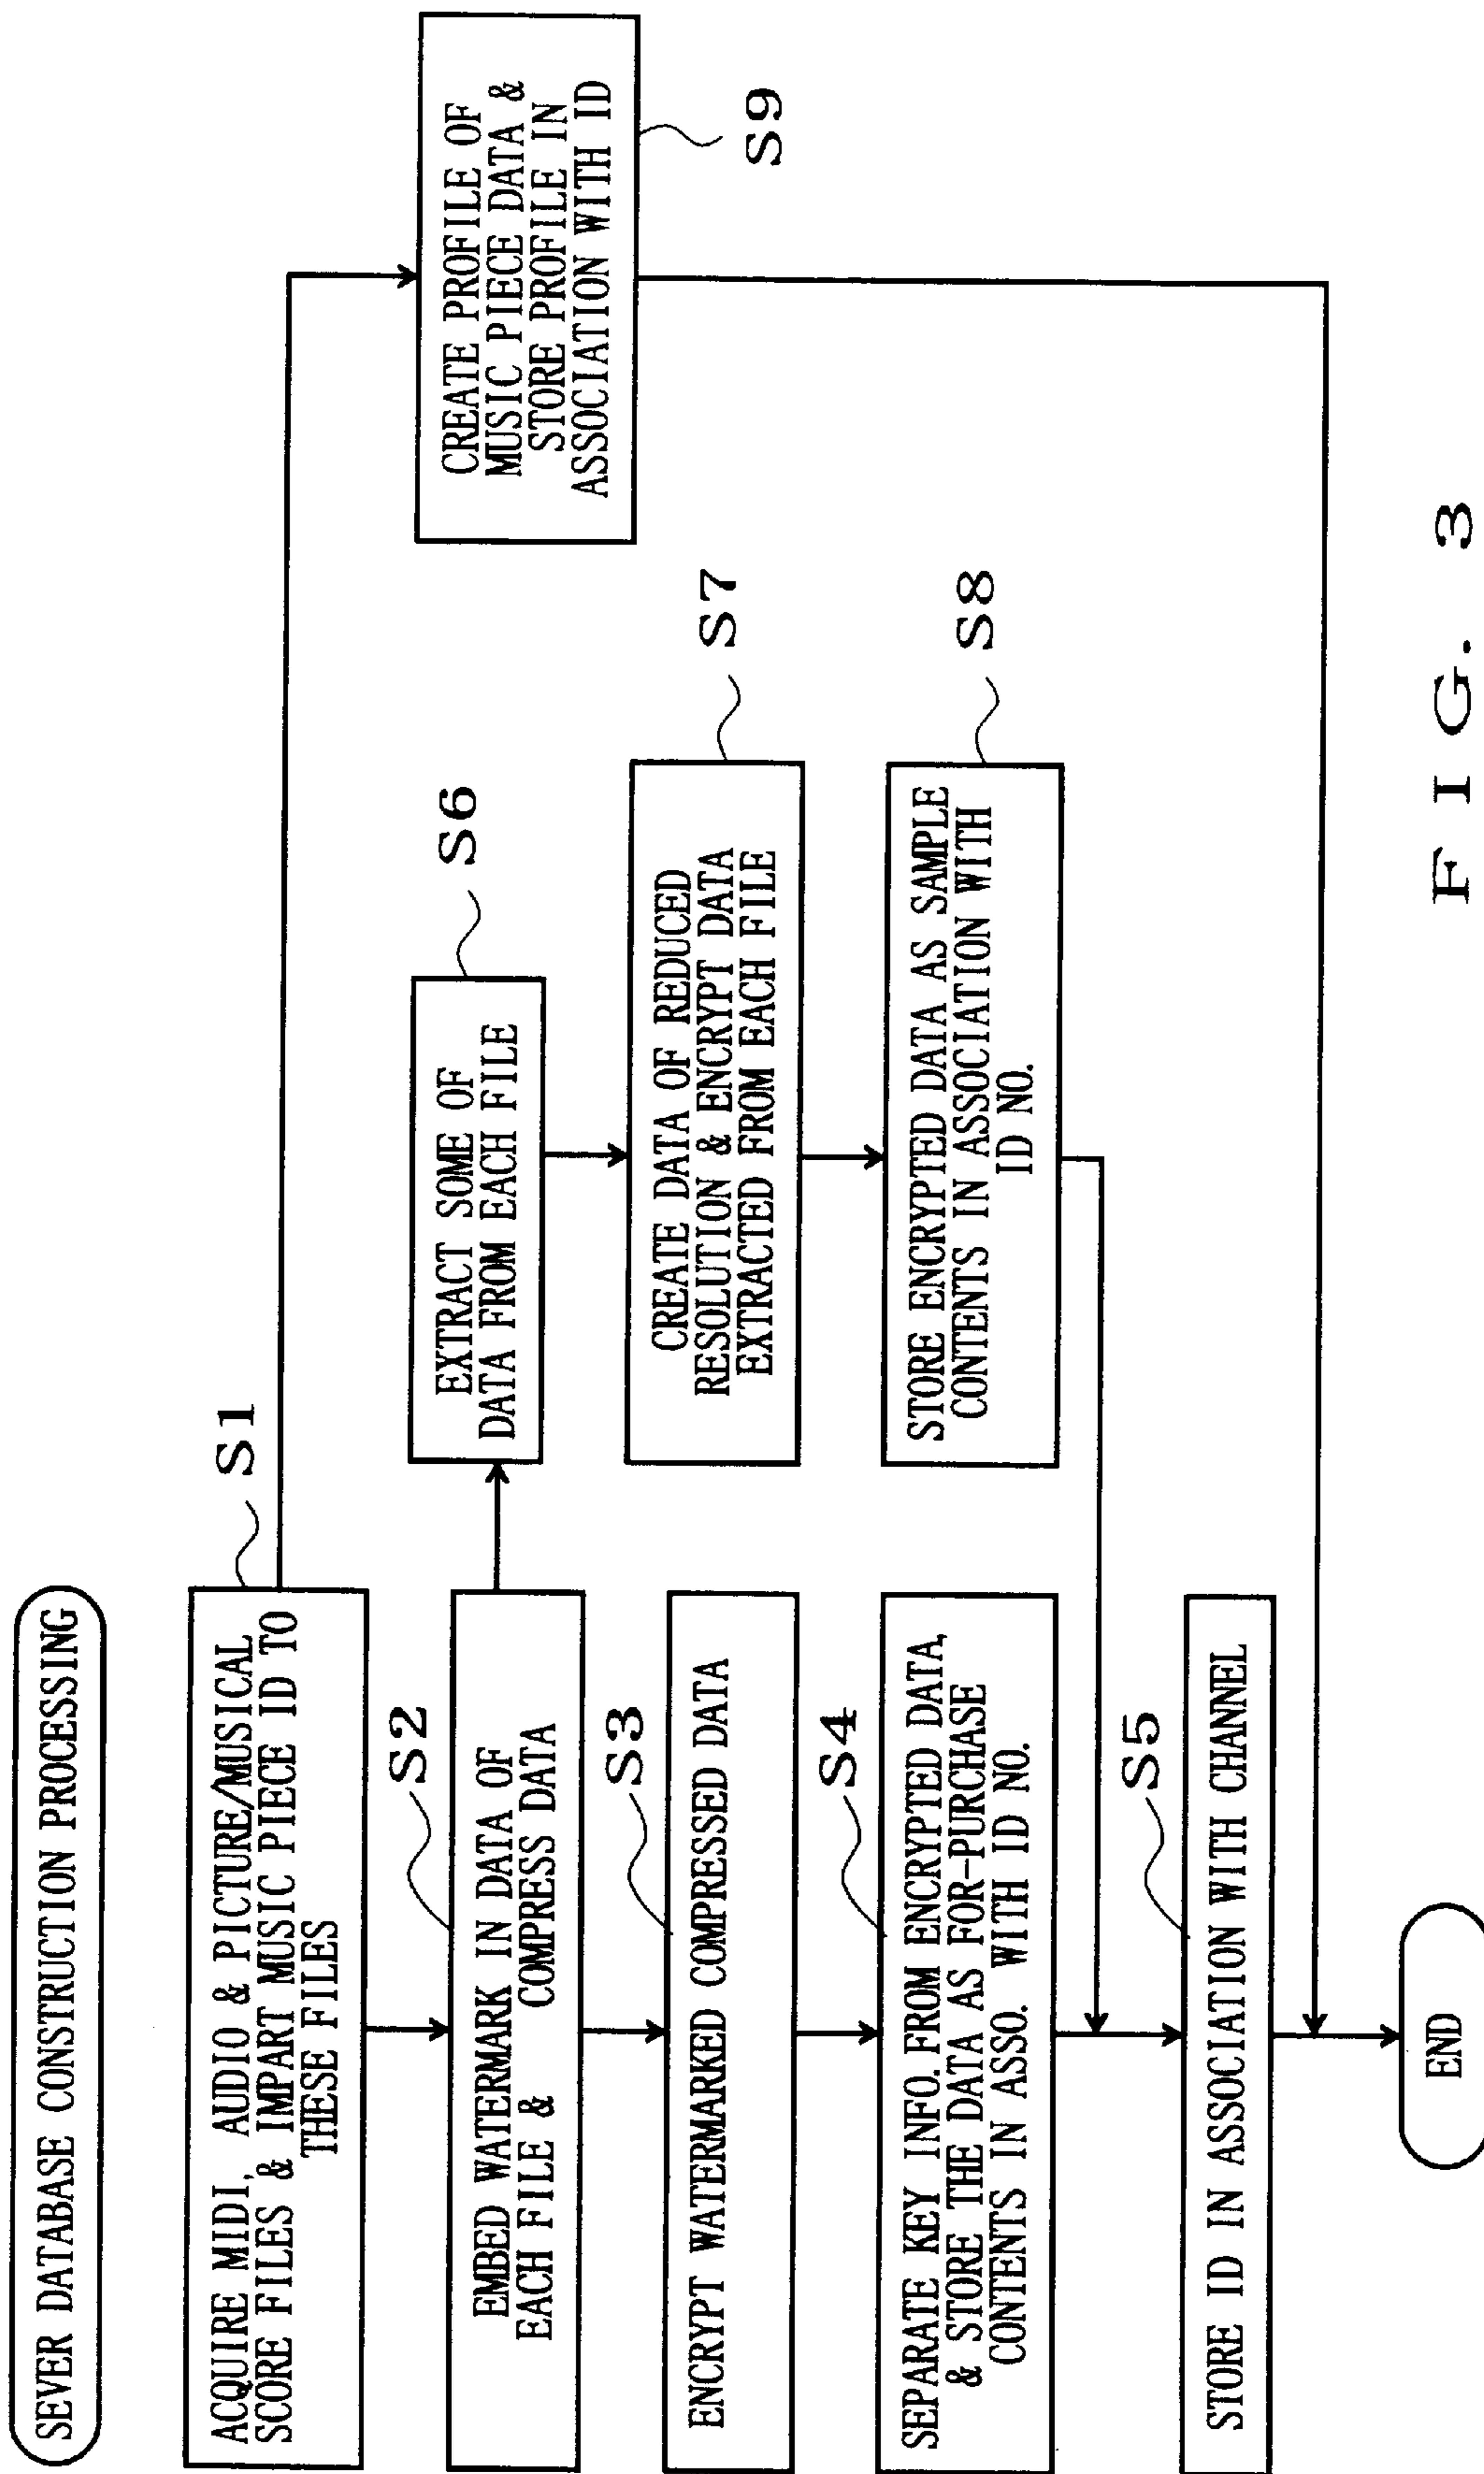 SEVER DATABASE CONSTRUCTION PROCESSING
S1
ACQUIRE MIDI, AUDIO & PICTURE/MUSICAL
SCORE FILES & IMPART MUSIC PIECE ID TO
THESE FILES
S2
EMBED WATERMARK IN DATA OF
EACH FILE & COMPRESS DATA
S3
ENCRYPT WATERMARKED COMPRESSED DATA
S4
SEPARATE KEY INFO. FROM ENCRYPTED DATA,
& STORE THE DATA AS FOR-PURCHASE
CONTENTS IN ASSO. WITH ID NO.
S5
STORE ID IN ASSOCIATION WITH CHANNEL
END
S6
EXTRACT SOME OF
DATA FROM EACH FILE
S7
CREATE DATA OF REDUCED
RESOLUTION & ENCRYPT DATA
EXTRACTED FROM EACH FILE
S8
STORE ENCRYPTED DATA AS SAMPLE
CONTENTS IN ASSOCIATION WITH
ID NO.
S9
CREATE PROFILE OF
MUSIC PIECE DATA &
STORE PROFILE IN
ASSOCIATION WITH ID
FIG. 3